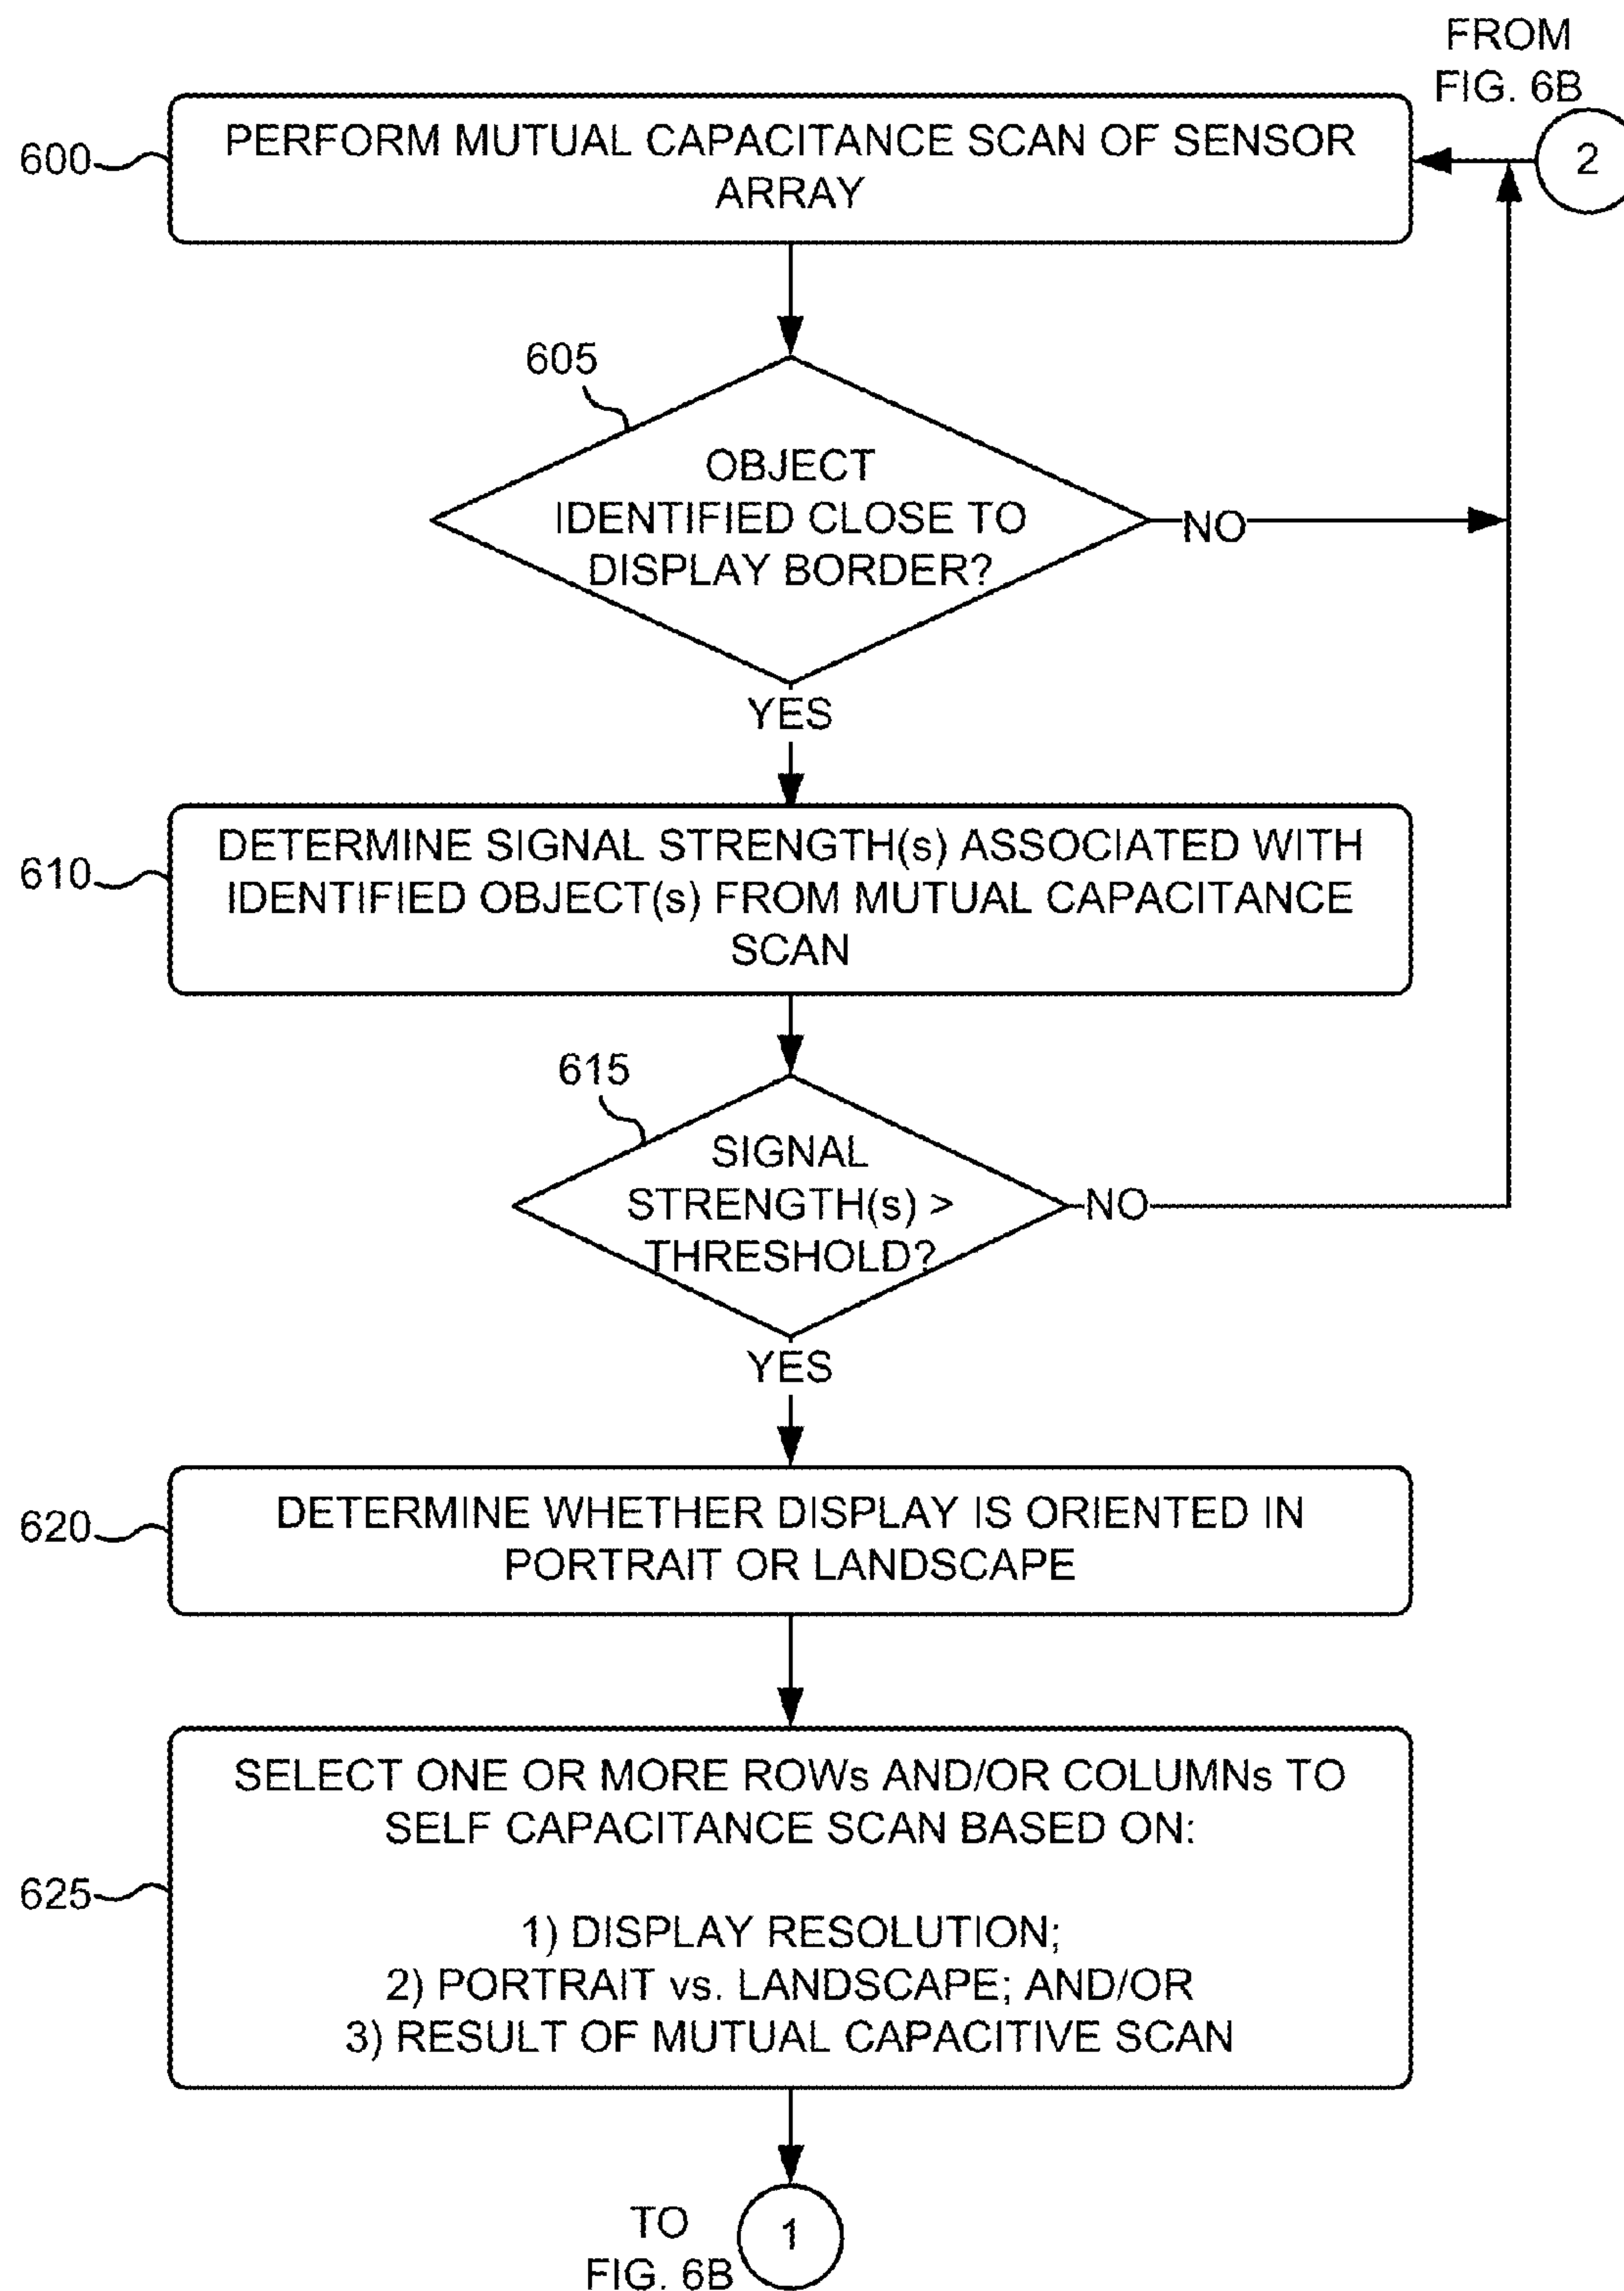 FROM
FIG. 6B
2
600
PERFORM MUTUAL CAPACITANCE SCAN OF SENSOR
ARRAY
605
OBJECT
IDENTIFIED CLOSE TO
DISPLAY BORDER?
NO
YES
610
DETERMINE SIGNAL STRENGTH(s) ASSOCIATED WITH
IDENTIFIED OBJECT(s) FROM MUTUAL CAPACITANCE
SCAN
615
SIGNAL
STRENGTH(s) >
THRESHOLD?
NO
YES
620
DETERMINE WHETHER DISPLAY IS ORIENTED IN
PORTRAIT OR LANDSCAPE
625
SELECT ONE OR MORE ROWs AND/OR COLUMNs TO
SELF CAPACITANCE SCAN BASED ON:
1) DISPLAY RESOLUTION;
2) PORTRAIT vs. LANDSCAPE; AND/OR
3) RESULT OF MUTUAL CAPACITIVE SCAN
TO
FIG. 6B
1